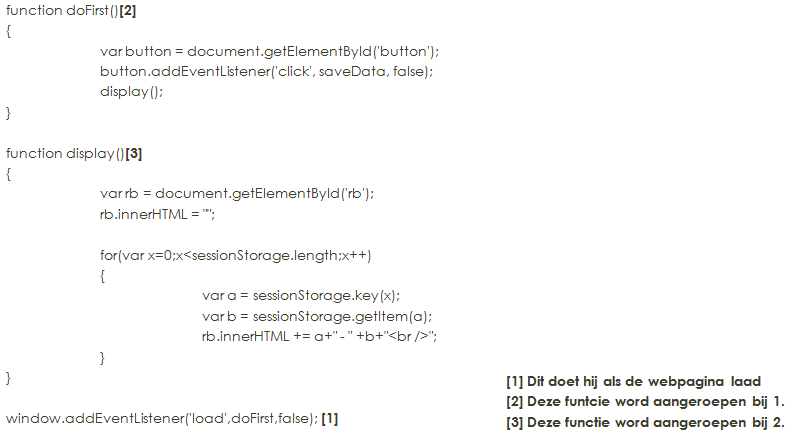 function doFirst()[2]
{
var button = document.getElementById('button');
button.addEventListener('click', saveData, false);
display();
}
function display()[3]
{
var rb = document.getElementById('rb');
rb.innerHTML = "";
for(var x=0;x<sessionStorage.length;x++)
{
var a = sessionStorage.key(x);
var b = sessionStorage.getItem(a);
rb.innerHTML += a+" - " +b+"<br />";
}
}
window.addEventListener('load',doFirst,false); [1]
[1] Dit doet hij als de webpagina laad
[2] Deze funtcie word aangeroepen bij 1.
[3] Deze functie word aangeroepen bij 2.